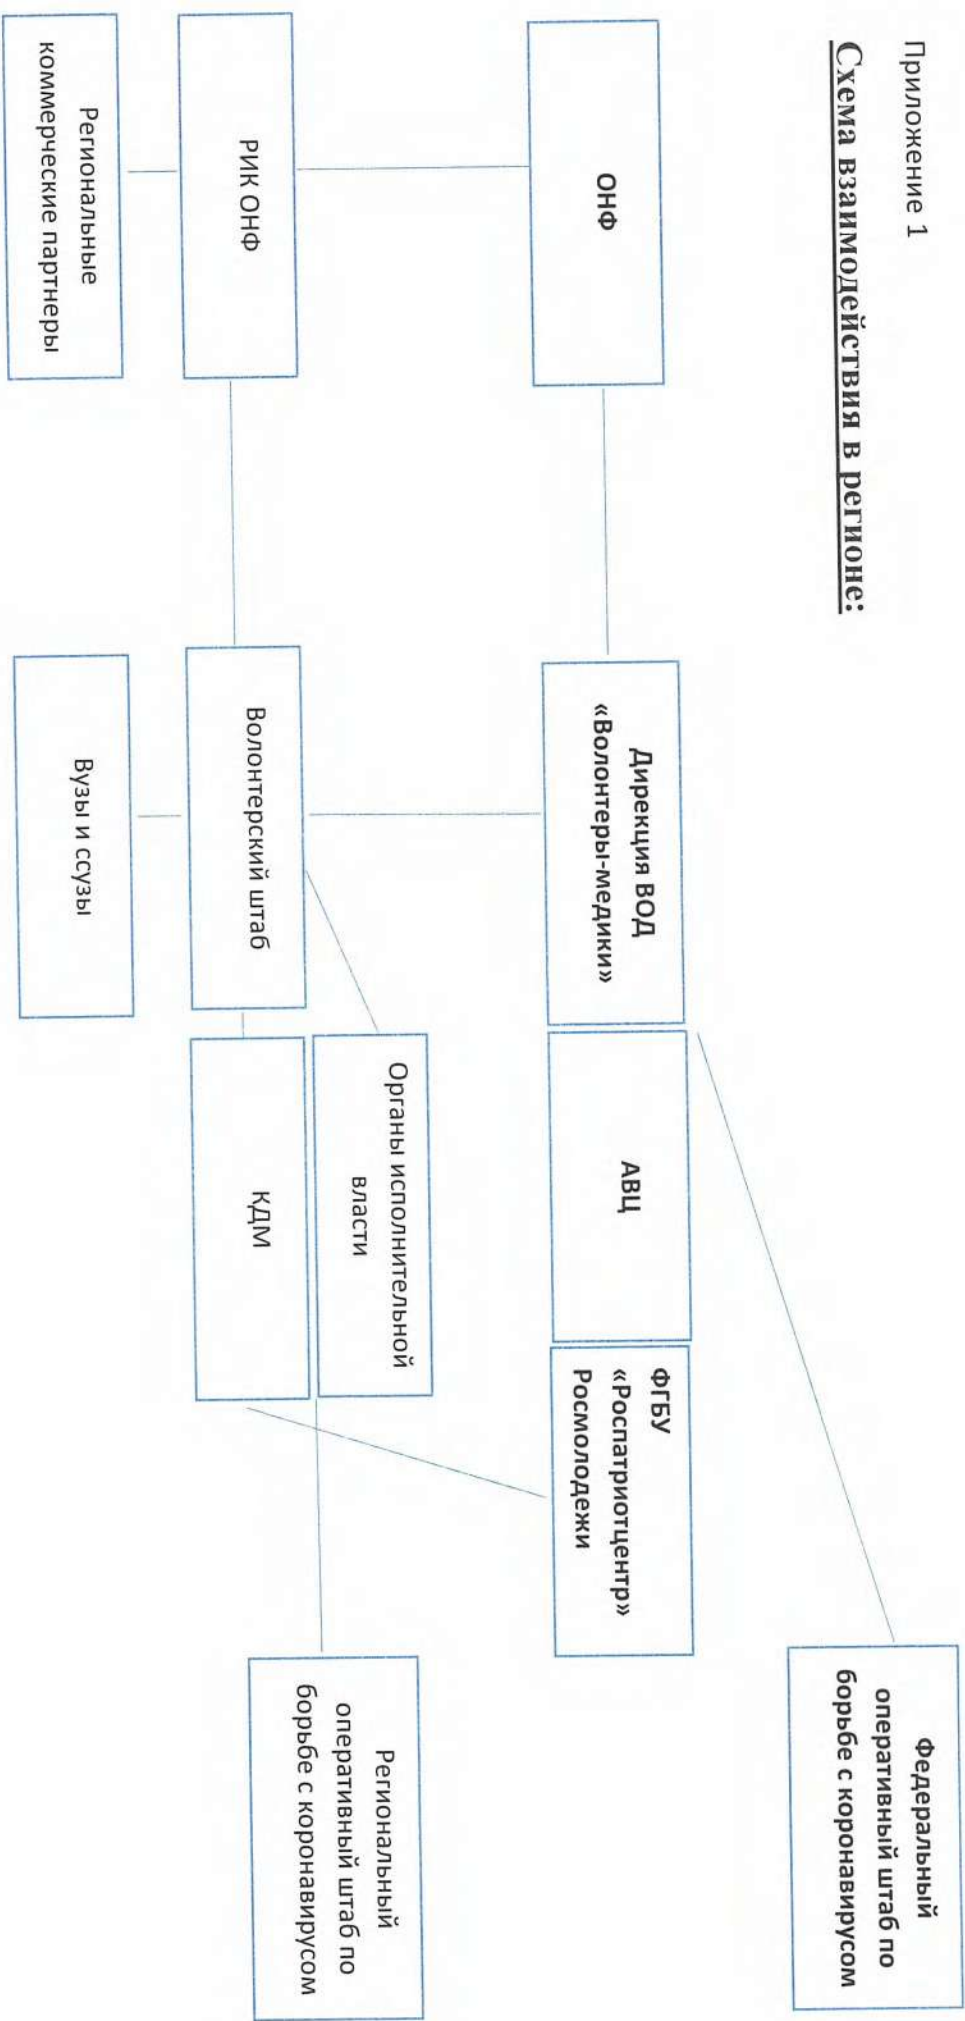 Приложение 1
Схема взаимодействия в регионе:
Федеральный
оперативный штаб по
борьбе с коронавирусом
ОНФ
Дирекция ВОД
«Волонтеры-медики»
АВЦ
ФГБУ
«Роспатриотцентр»
Росмолодежи
Органы исполнительной
власти
Региональный
оперативный штаб по
борьбе с коронавирусом
РИК ОНФ
Волонтерский штаб
КДМ
Региональные
коммерческие партнеры
Вузы и ссузы